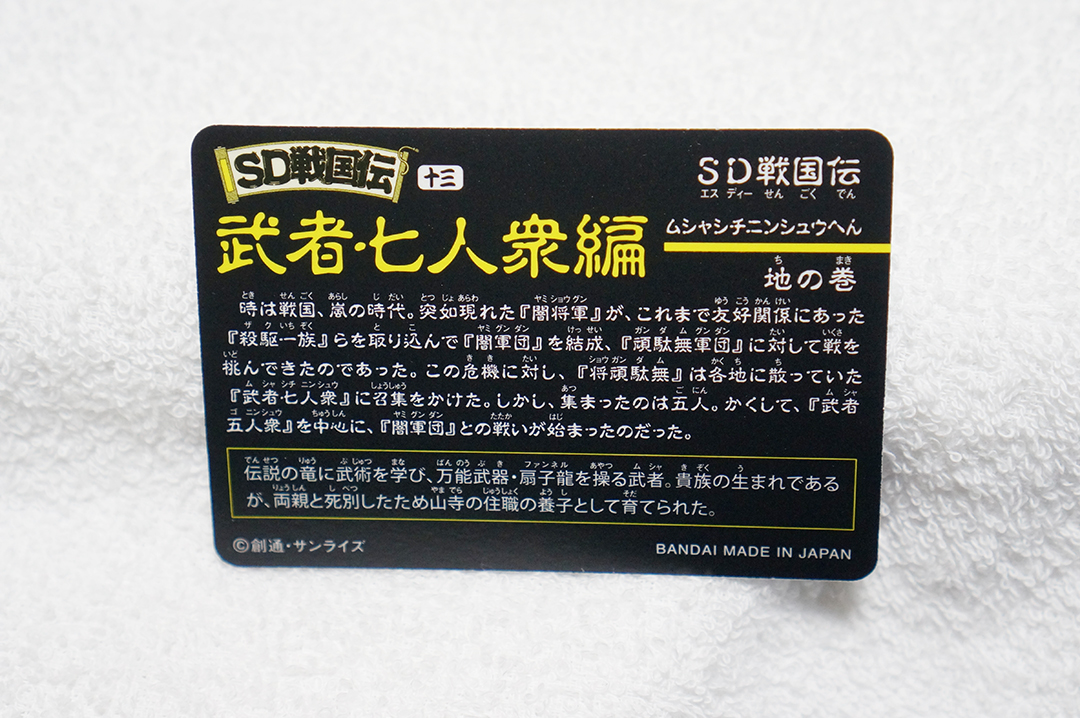 SD戦国伝
十三
SD戦国伝
エスディーせんごくでん
武者・七人衆編
ムシャシチニンシュウへん
地の巻
時は戦国、嵐の時代。突如現れた『闇将軍』が、これまで友好関係にあった
『殺駆一族』らを取り込んで『闇軍団』を結成、『頑駄無軍団』に対して戦を
挑んできたのであった。この危機に対し、『将頑駄無』は各地に散っていた
『武者七人衆』に召集をかけた。しかし、集まったのは五人。かくして、『武者
五人衆』を中心に、『闇軍団』との戦いが始まったのだった。
伝説の竜に武術を学び、万能武器・扇子龍を操る武者。貴族の生まれである
が、両親と死別したため山寺の住職の養子として育てられた。
©創通・サンライズ
BANDAI MADE IN JAPAN